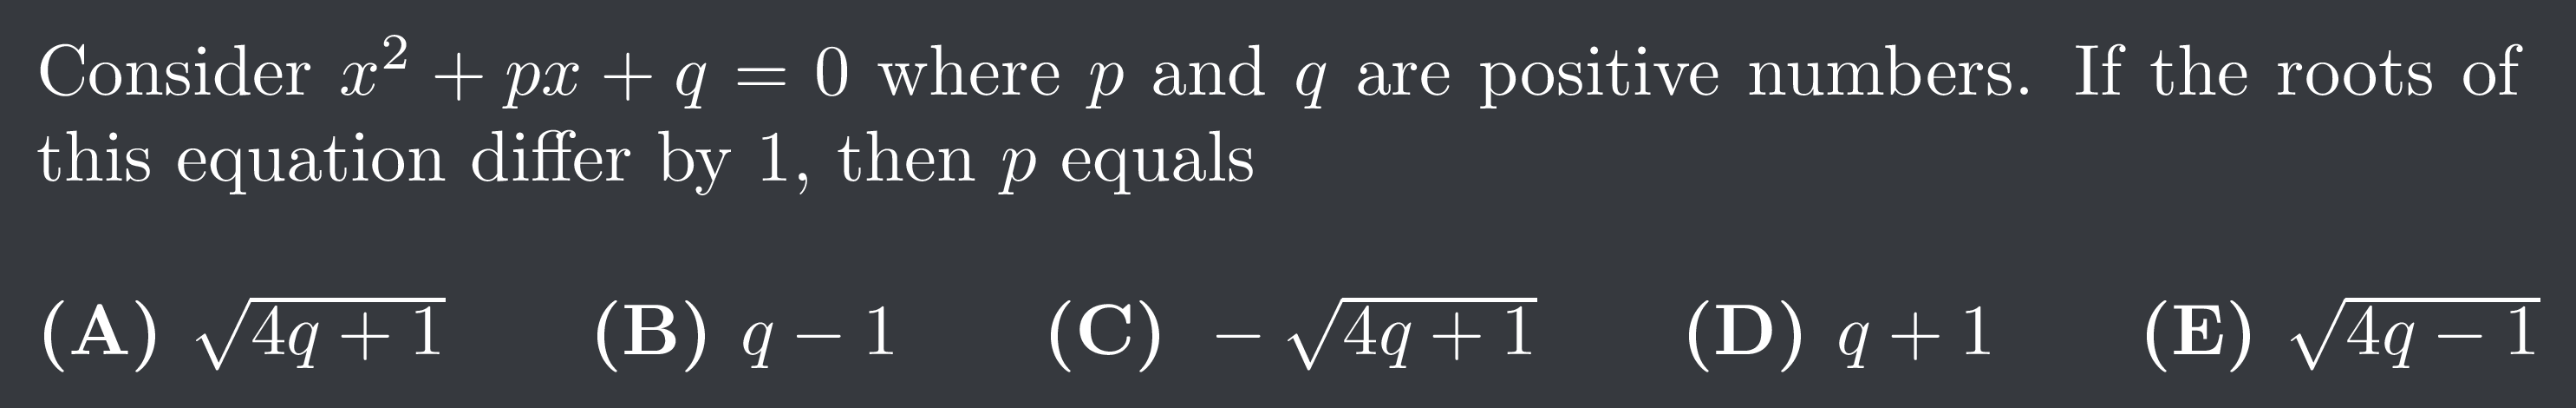 Consider x² + px + q = 0 where p and q are positive numbers. If the roots of
this equation differ by 1, then p equals
(A) √(4q + 1) (B) q − 1 (C) −√(4q + 1) (D) q + 1 (E) √(4q − 1)